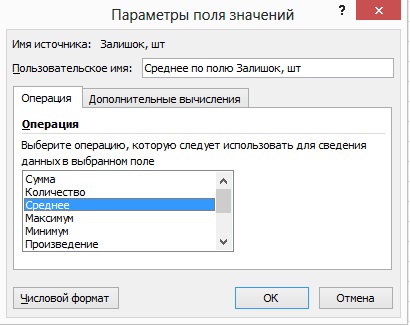 Параметры поля значений ? ×
Имя источника: Залишок, шт
Пользовательское имя: Среднее по полю Залишок, шт
Операция Дополнительные вычисления
Операция
Выберите операцию, которую следует использовать для сведения
данных в выбранном поле
Сумма
Количество
Среднее
Максимум
Минимум
Произведение
Числовой формат ОК Отмена